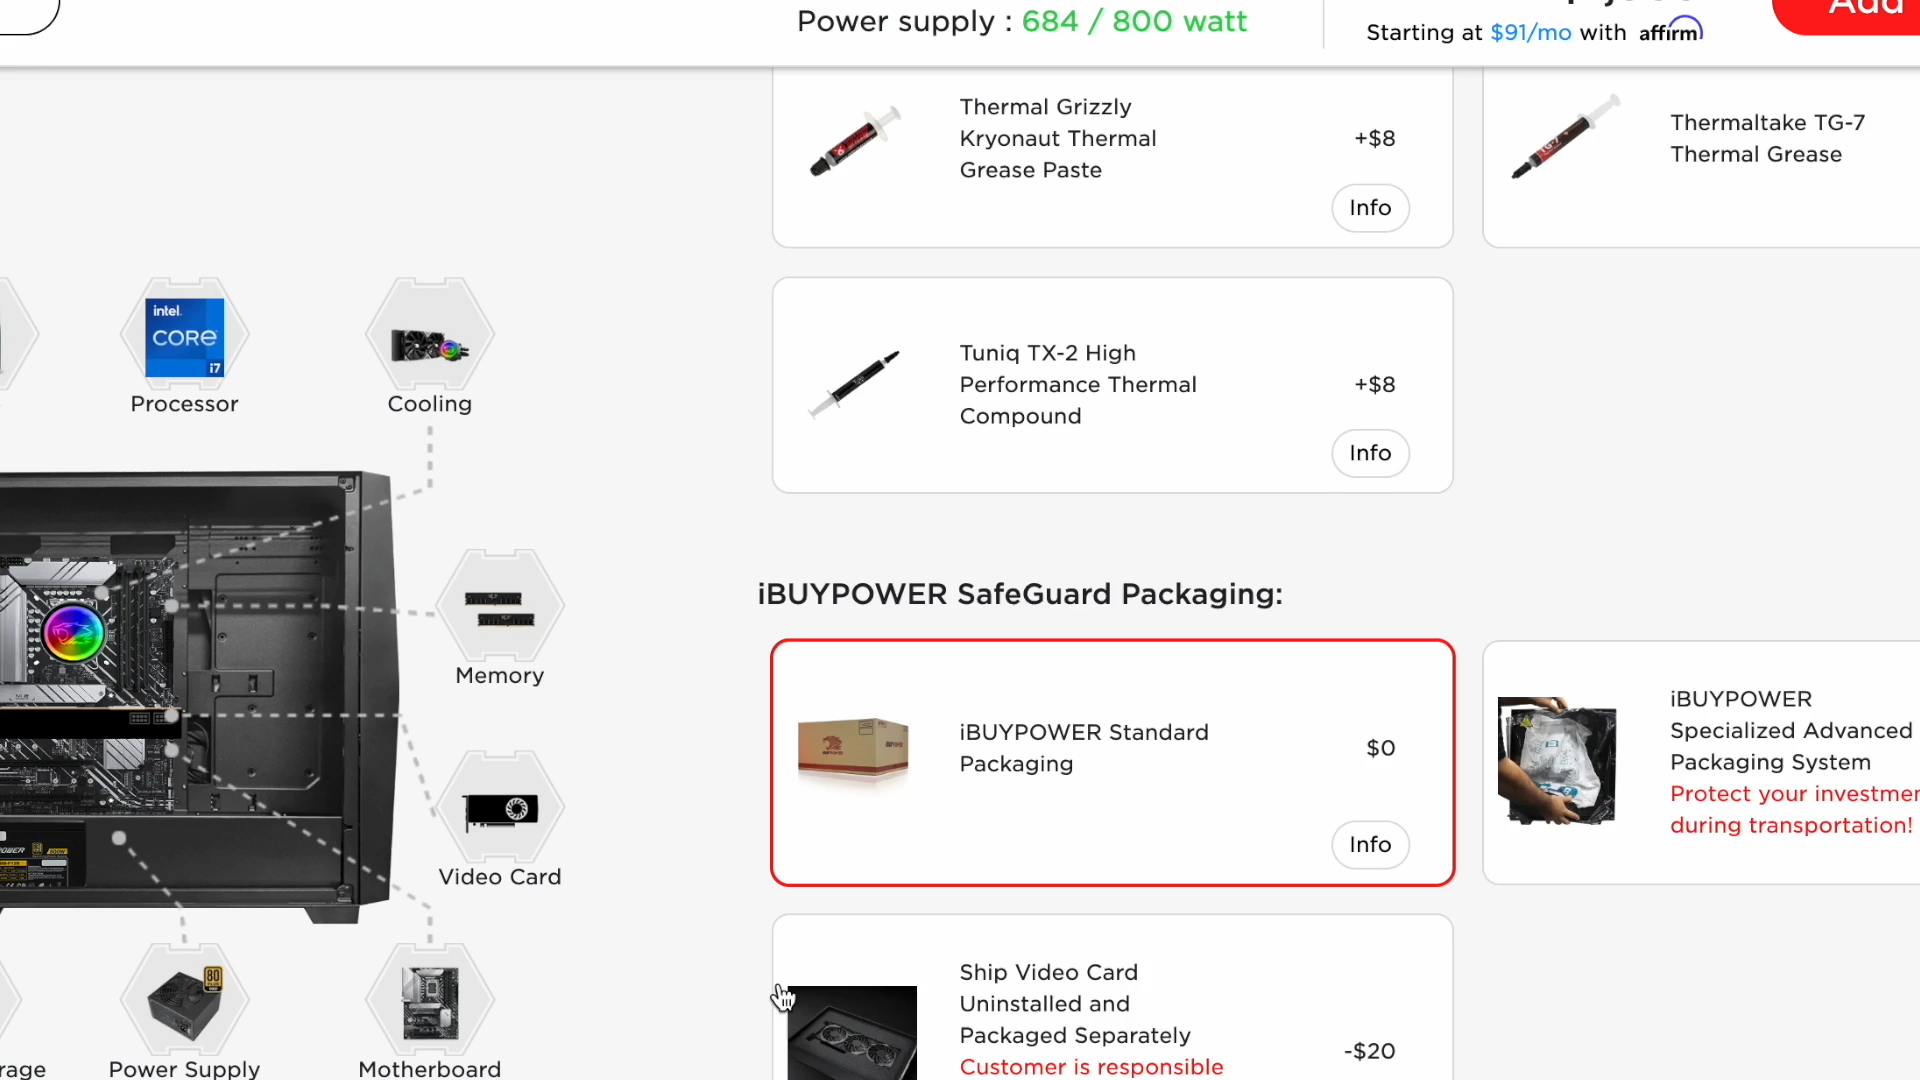 Power supply : 684 / 800 watt
Starting at $91/mo with affirm
Add
Thermal Grizzly
Kryonaut Thermal
Grease Paste
+$8
Info
Thermaltake TG-7
Thermal Grease
intel.
CORE
i7
Processor
Cooling
Tuniq TX-2 High
Performance Thermal
Compound
+$8
Info
Memory
iBUYPOWER SafeGuard Packaging:
iBUYPOWER Standard
Packaging
$0
Info
iBUYPOWER
Specialized Advanced
Packaging System
Protect your investmen
during transportation!
Video Card
80
Power Supply
Motherboard
rage
Ship Video Card
Uninstalled and
Packaged Separately
Customer is responsible
-$20